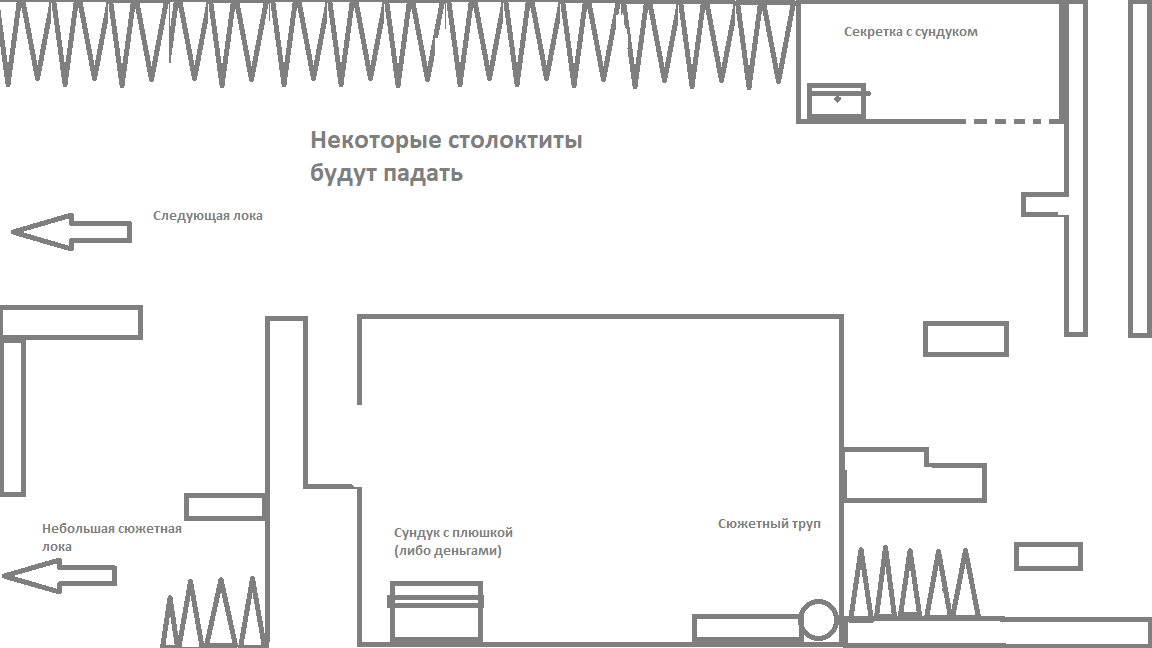 Секретка с сундуком
Некоторые столоктиты
будут падать
Следующая лока
Небольшая сюжетная
лока
Сундук с плюшкой
(либо деньгами)
Сюжетный труп